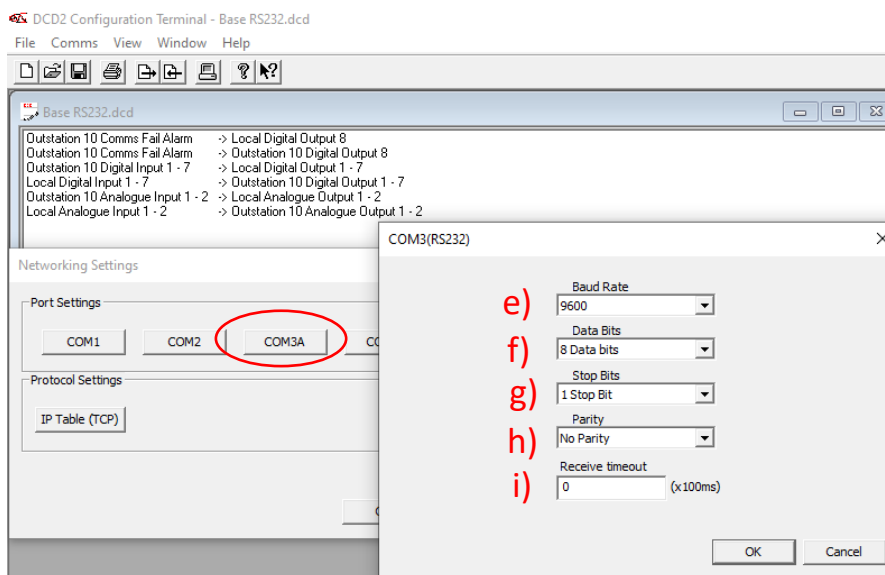 DCD2 Configuration Terminal - Base RS232.dcd
File Comms View Window Help
Base RS232.dcd
Outstation 10 Comms Fail Alarm -> Local Digital Output 8
Outstation 10 Comms Fail Alarm -> Outstation 10 Digital Output 8
Outstation 10 Digital Input 1 - 7 -> Local Digital Output 1 - 7
Local Digital Input 1 - 7 -> Outstation 10 Digital Output 1 - 7
Outstation 10 Analogue Input 1 - 2 -> Local Analogue Output 1 - 2
Local Analogue Input 1 - 2 -> Outstation 10 Analogue Output 1 - 2
Networking Settings
Port Settings
COM1 COM2 COM3A
Protocol Settings
IP Table (TCP)
COM3(RS232)
Baud Rate
e) 9600
Data Bits
f) 8 Data bits
Stop Bits
g) 1 Stop Bit
Parity
h) No Parity
Receive timeout
i) 0 (x100ms)
OK Cancel